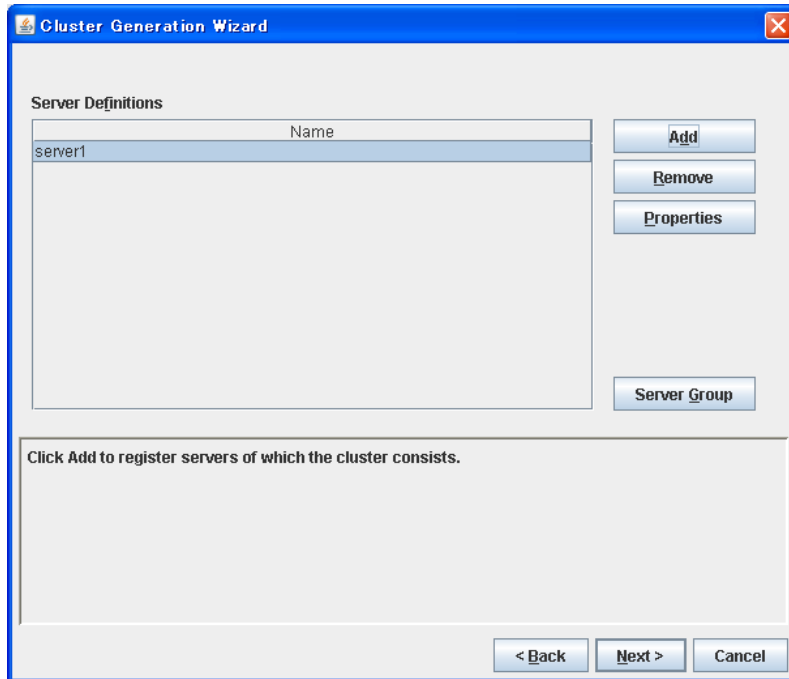 Cluster Generation Wizard
Server Definitions
Name
server1
Add
Remove
Properties
Server Group
Click Add to register servers of which the cluster consists.
< Back
Next >
Cancel